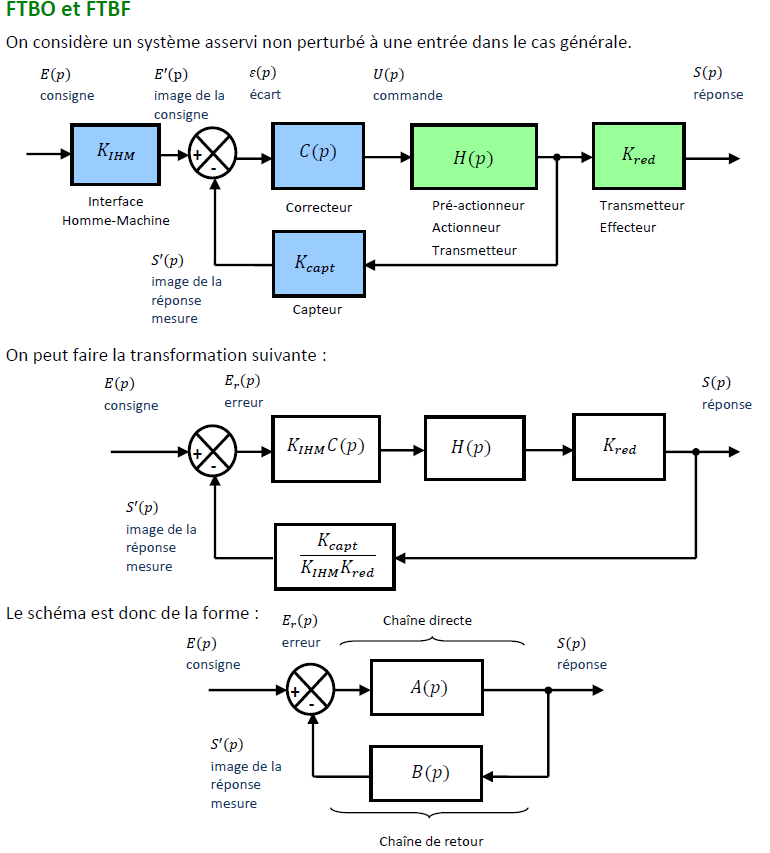 FTBO et FTBF
On considère un système asservi non perturbé à une entrée dans le cas générale.
E(p) E′(p) ε(p) U(p) S(p)
consigne image de la consigne écart commande réponse
K_IHM + - C(p) H(p) K_red
Interface Homme-Machine
Correcteur
Pré-actionneur
Actionneur
Transmetteur
Transmetteur
Effecteur
S′(p)
image de la
réponse
mesure
K_capt
Capteur
On peut faire la transformation suivante :
E(p) E_r(p) S(p)
consigne erreur réponse
+ - K_IHM C(p) H(p) K_red
S′(p)
image de la
réponse
mesure
K_capt
K_IHM K_red
Le schéma est donc de la forme :
E_r(p) Chaîne directe
E(p) erreur S(p)
consigne réponse
+ - A(p)
S′(p)
image de la
réponse
mesure
B(p)
Chaîne de retour